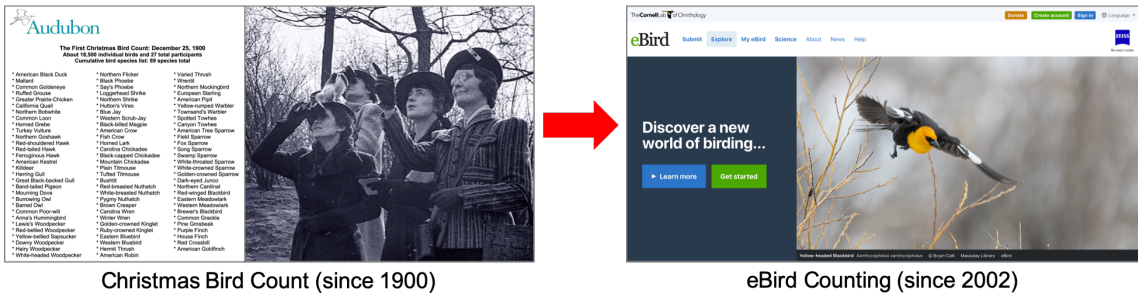 Audubon
The First Christmas Bird Count: December 25, 1900
About 18,500 individual birds and 27 total participants
Cumulative bird species list: 89 species total
* American Black Duck
* Mallard
* Common Goldeneye
* Ruffed Grouse
* Greater Prairie-Chicken
* California Quail
* Northern Bobwhite
* Common Loon
* Horned Grebe
* Turkey Vulture
* Northern Goshawk
* Red-shouldered Hawk
* Red-tailed Hawk
* Ferruginous Hawk
* American Kestrel
* Killdeer
* Herring Gull
* Great Black-backed Gull
* Band-tailed Pigeon
* Mourning Dove
* Burrowing Owl
* Barred Owl
* Common Poor-will
* Anna's Hummingbird
* Lewis's Woodpecker
* Red-bellied Woodpecker
* Yellow-bellied Sapsucker
* Downy Woodpecker
* Hairy Woodpecker
* White-headed Woodpecker
* Northern Flicker
* Black Phoebe
* Say's Phoebe
* Loggerhead Shrike
* Northern Shrike
* Hutton's Vireo
* Blue Jay
* Western Scrub-Jay
* Black-billed Magpie
* American Crow
* Fish Crow
* Horned Lark
* Carolina Chickadee
* Black-capped Chickadee
* Mountain Chickadee
* Plain Titmouse
* Tufted Titmouse
* Bushtit
* Red-breasted Nuthatch
* White-breasted Nuthatch
* Pygmy Nuthatch
* Brown Creeper
* Carolina Wren
* Winter Wren
* Golden-crowned Kinglet
* Ruby-crowned Kinglet
* Eastern Bluebird
* Western Bluebird
* Hermit Thrush
* American Robin
* Varied Thrush
* Wrentit
* Northern Mockingbird
* European Starling
* American Pipit
* Yellow-rumped Warbler
* Townsend's Warbler
* Spotted Towhee
* Canyon Towhee
* American Tree Sparrow
* Field Sparrow
* Fox Sparrow
* Song Sparrow
* Swamp Sparrow
* White-throated Sparrow
* White-crowned Sparrow
* Golden-crowned Sparrow
* Dark-eyed Junco
* Northern Cardinal
* Red-winged Blackbird
* Eastern Meadowlark
* Western Meadowlark
* Brewer's Blackbird
* Common Grackle
* Pine Grosbeak
* Purple Finch
* House Finch
* Red Crossbill
* American Goldfinch
Christmas Bird Count (since 1900)
TheCornellLab of Ornithology
Donate Create account Sign in Language
eBird Submit Explore My eBird Science About News Help
ZEISS
Discover a new
world of birding...
Learn more Get started
Yellow-headed Blackbird Xanthocephalus xanthocephalus © Bryan Calk Macaulay Library eBird
eBird Counting (since 2002)